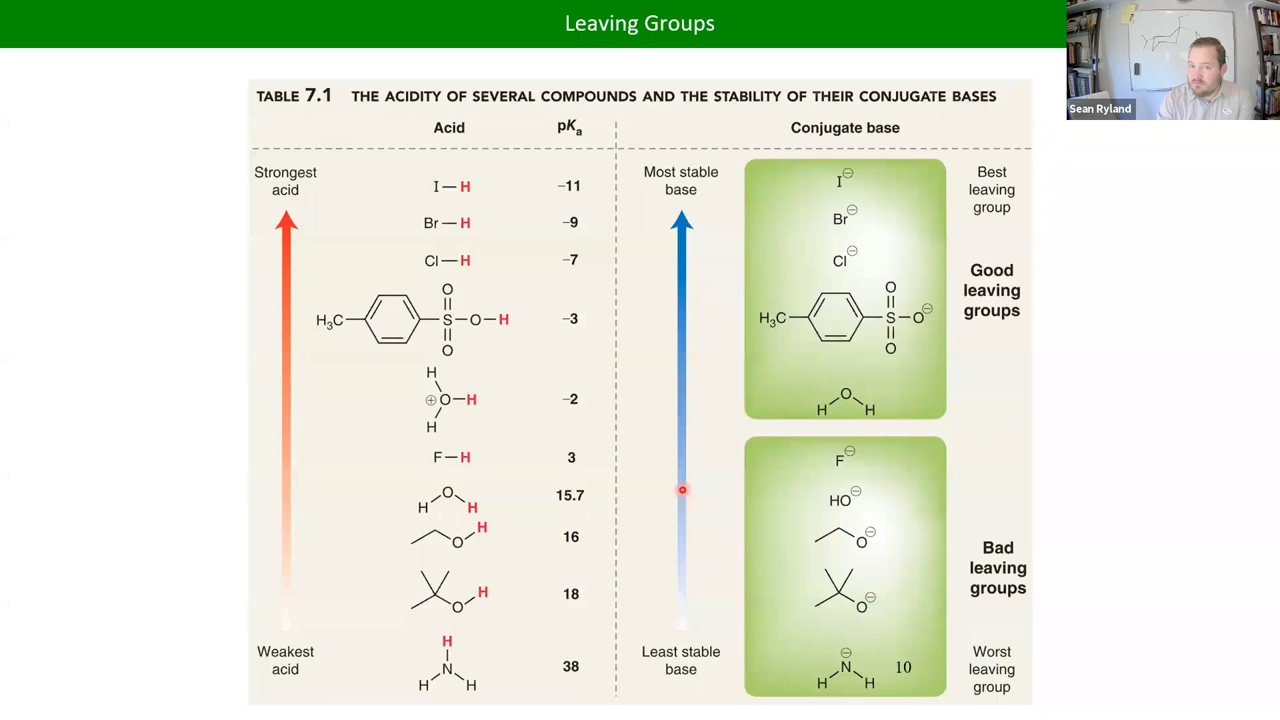 Leaving Groups
Sean Ryland
TABLE 7.1 THE ACIDITY OF SEVERAL COMPOUNDS AND THE STABILITY OF THEIR CONJUGATE BASES
Acid pKa Conjugate base
Strongest
acid
Most stable
base
Best
leaving
group
I—H −11 I⊖
Br—H −9 Br⊖
Cl—H −7 Cl⊖
Good
leaving
groups
O O
H₃C S—O—H −3 H₃C S—O⊖
O O
H
⊕O—H −2 O
H H H
F—H 3 F⊖
O
H H 15.7 HO⊖
H
O 16 O⊖
Bad
leaving
groups
H
O 18 O⊖
Weakest
acid
Least stable
base
Worst
leaving
group
H ⊖
N 38 N 10
H H H H